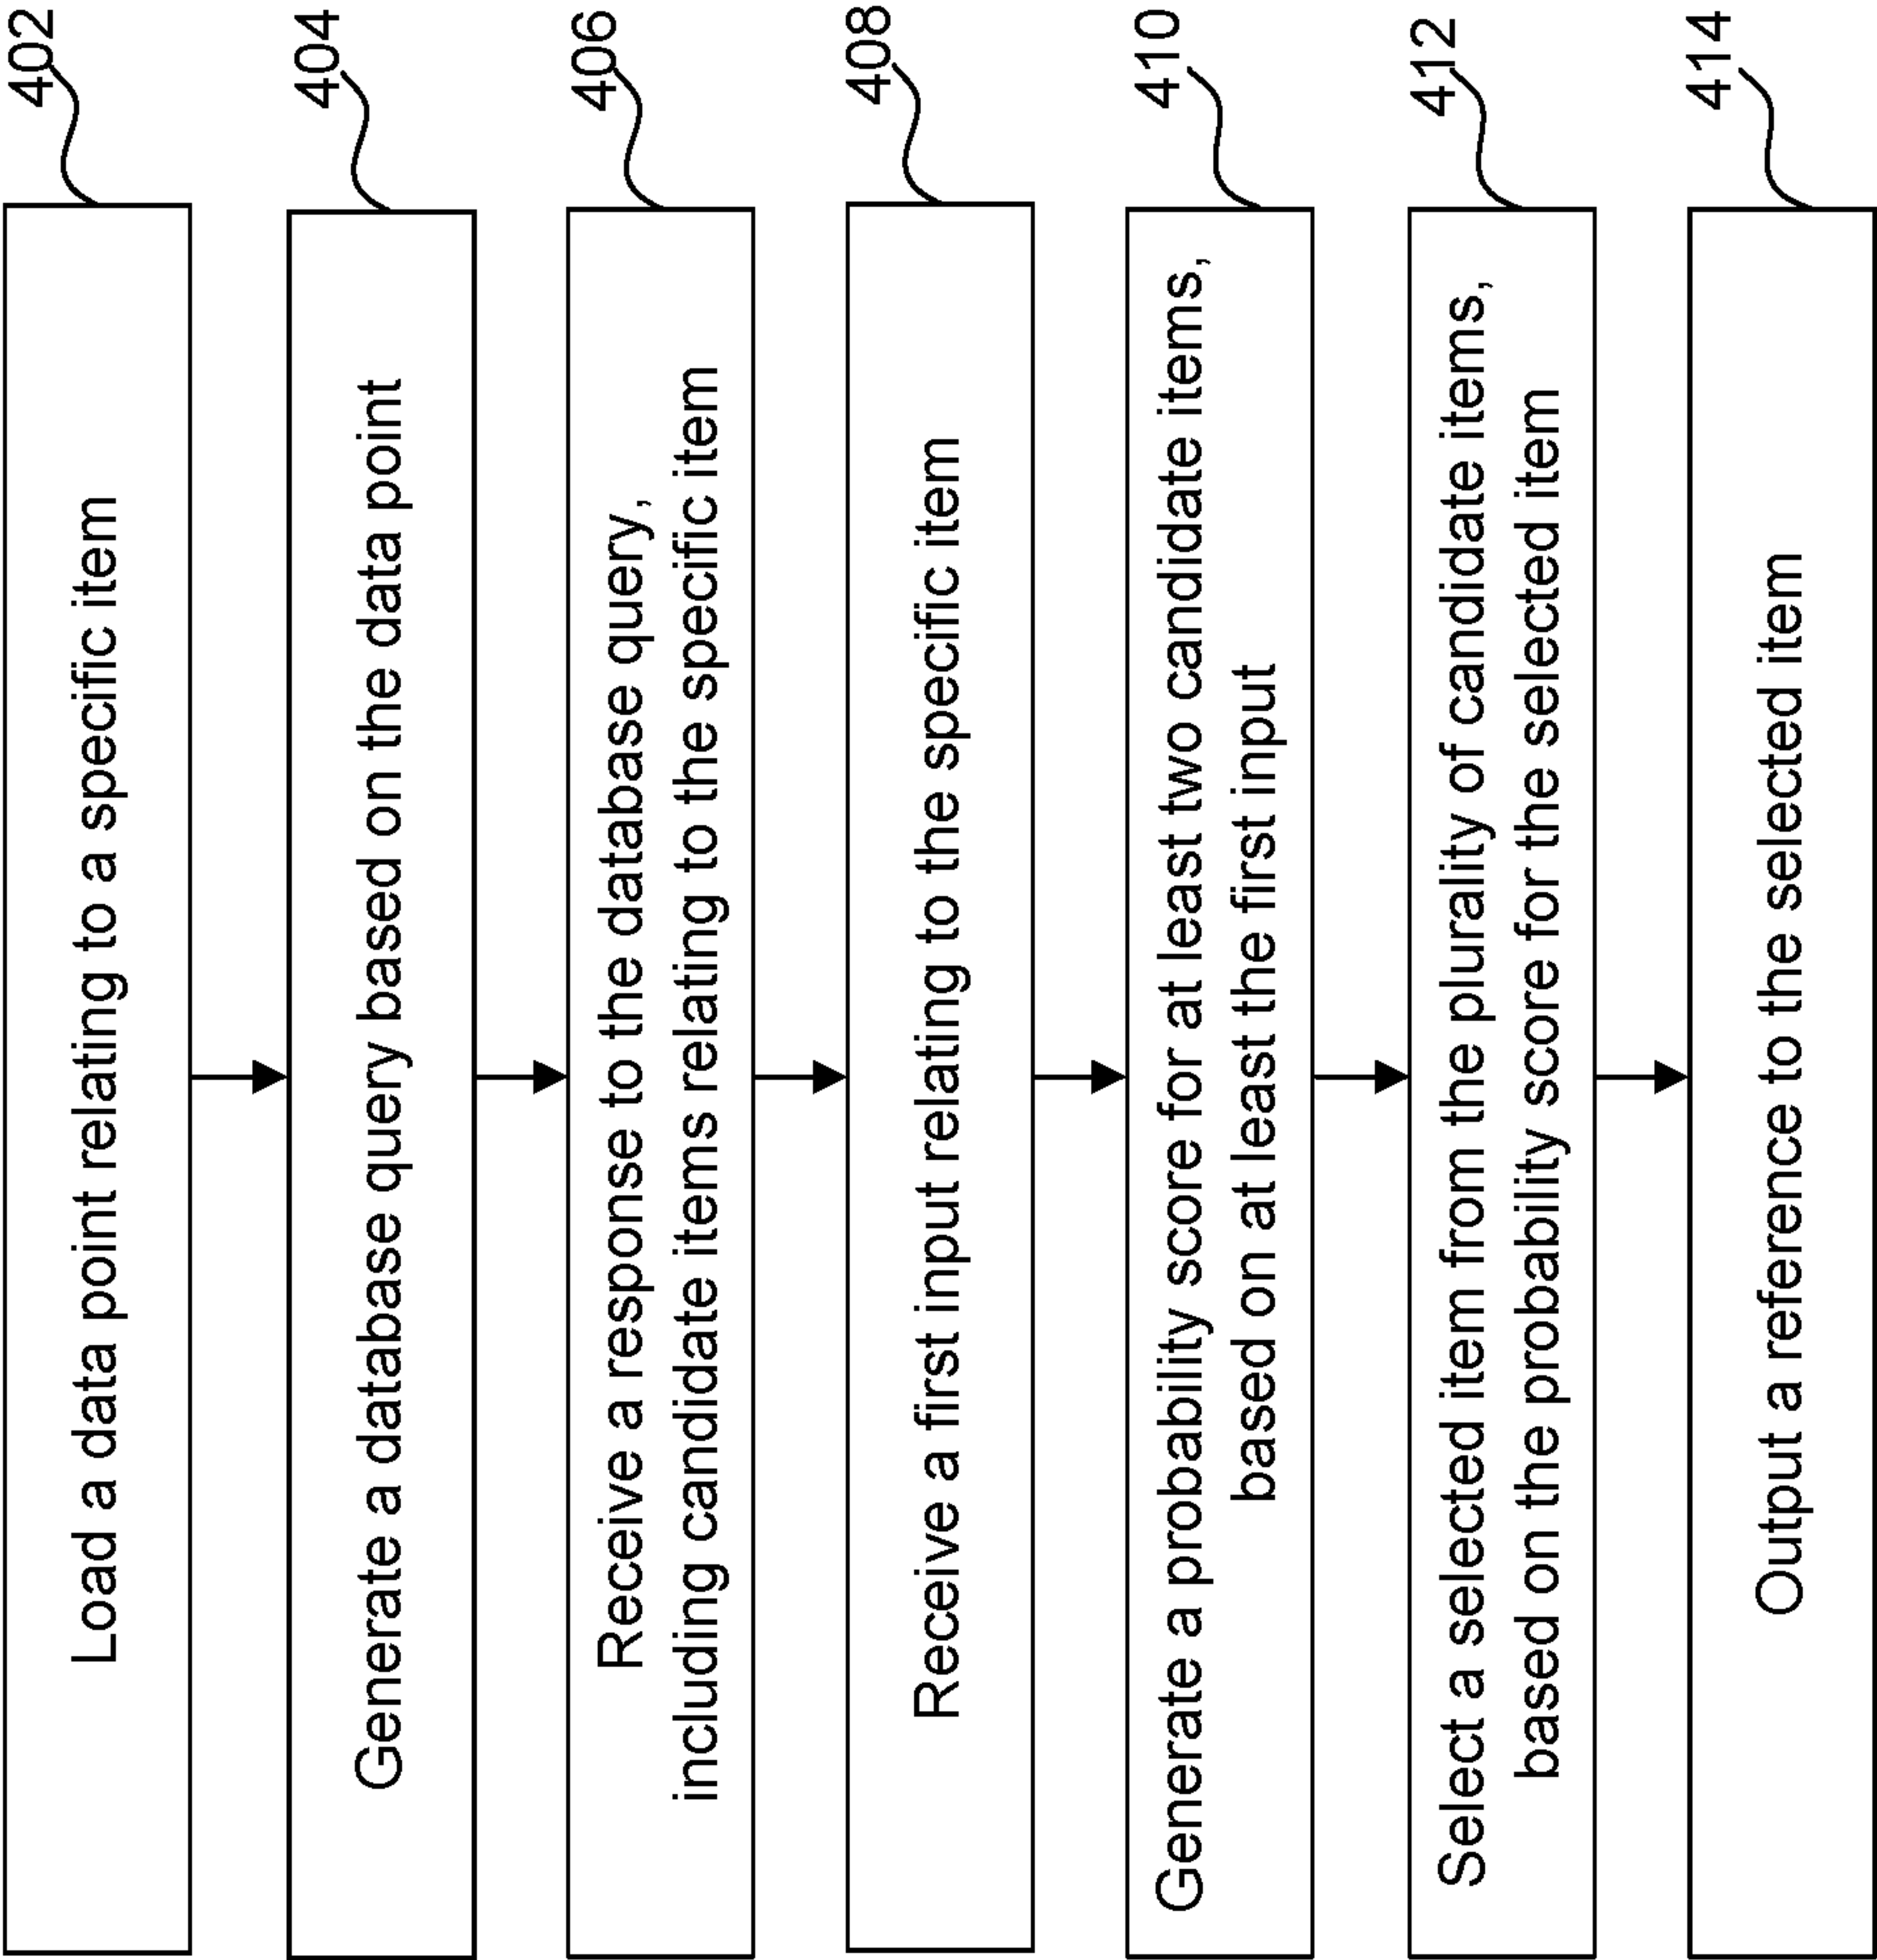 402
Load a data point relating to a specific item
404
Generate a database query based on the data point
406
Receive a response to the database query,
including candidate items relating to the specific item
408
Receive a first input relating to the specific item
410
Generate a probability score for at least two candidate items,
based on at least the first input
412
Select a selected item from the plurality of candidate items,
based on the probability score for the selected item
414
Output a reference to the selected item